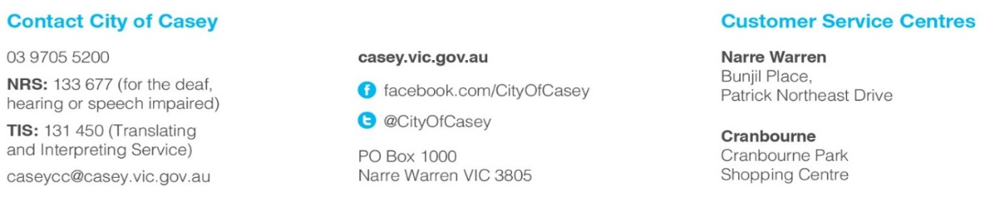 Contact City of Casey
03 9705 5200
NRS: 133 677 (for the deaf,
hearing or speech impaired)
TIS: 131 450 (Translating
and Interpreting Service)
caseycc@casey.vic.gov.au
casey.vic.gov.au
facebook.com/CityOfCasey
@CityOfCasey
PO Box 1000
Narre Warren VIC 3805
Customer Service Centres
Narre Warren
Bunjil Place,
Patrick Northeast Drive
Cranbourne
Cranbourne Park
Shopping Centre